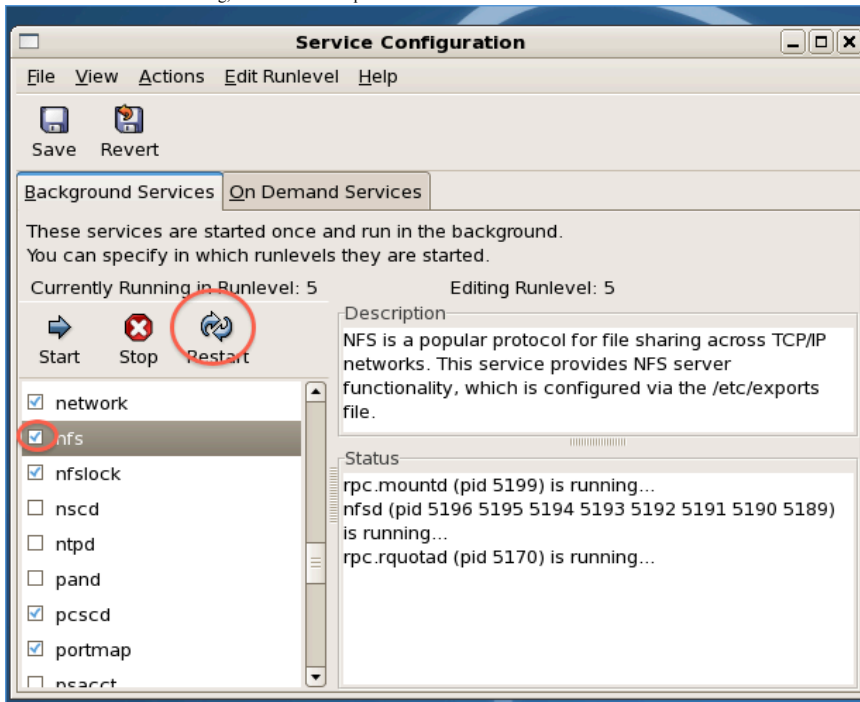 Service Configuration
File View Actions Edit Runlevel Help
Save Revert
Background Services On Demand Services
These services are started once and run in the background.
You can specify in which runlevels they are started.
Currently Running in Runlevel: 5 Editing Runlevel: 5
Start Stop Restart
network
nfs
nfslock
nscd
ntpd
pand
pcscd
portmap
psacct
Description
NFS is a popular protocol for file sharing across TCP/IP
networks. This service provides NFS server
functionality, which is configured via the /etc/exports
file.
Status
rpc.mountd (pid 5199) is running...
nfsd (pid 5196 5195 5194 5193 5192 5191 5190 5189)
is running...
rpc.rquotad (pid 5170) is running...